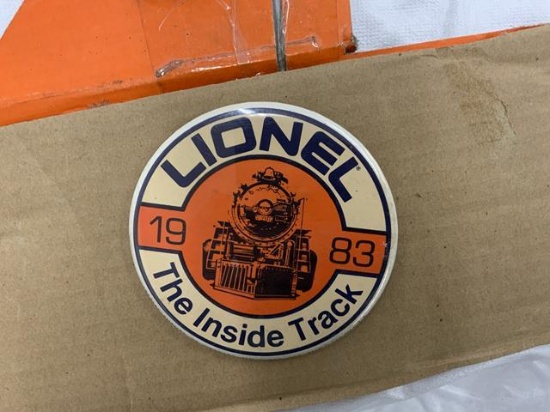 LIONEL
19 83
The Inside Track